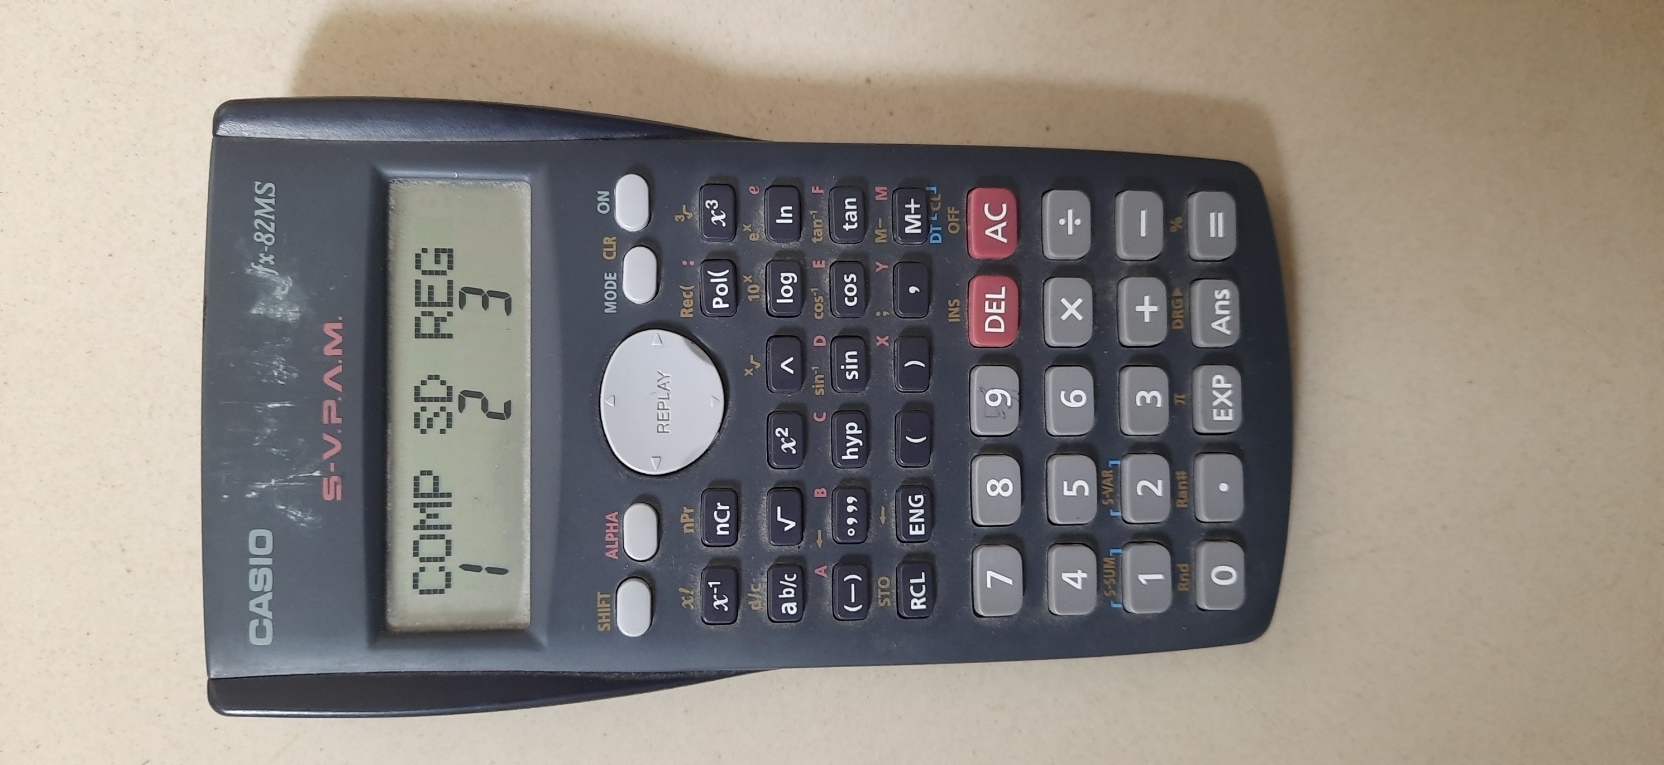 CASIO fx-82MS
S-V.P.A.M.
COMP SD REG
1 2 3
SHIFT ALPHA MODE CLR ON
REPLAY
x! nPr Rec( : ³√
x⁻¹ nCr Pol( x³
d/c ˣ√ 10ˣ eˣ e
ab/c √ x² ^ log ln
A ← B C sin⁻¹ D cos⁻¹ E tan⁻¹ F
(−) °,,, hyp sin cos tan
STO ← X ; Y M− M
RCL ENG ( ) , M+
DT CL
INS OFF
7 8 9 DEL AC
4 5 6 × ÷
S-SUM S-VAR
1 2 3 + −
Rnd Ran# π DRG▸ %
0 . EXP Ans =